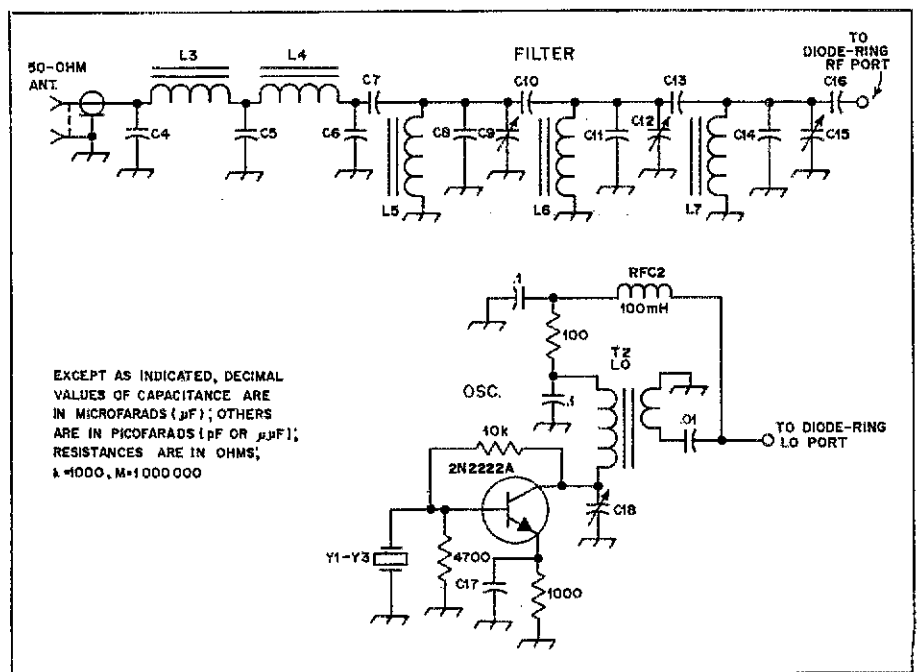 L3
L4
FILTER
TO
DIODE-RING
RF PORT
50-OHM
ANT.
C7
C10
C13
C16
C4
C5
C6
C8
C9
C11
C12
C14
C15
L5
L6
L7
RFC2
100mH
.1
100
T2
LO
EXCEPT AS INDICATED, DECIMAL
VALUES OF CAPACITANCE ARE
IN MICROFARADS (µF); OTHERS
ARE IN PICOFARADS (pF OR µµF);
RESISTANCES ARE IN OHMS;
k=1000, M=1000 000
OSC.
.1
.01
TO DIODE-RING
LO PORT
10k
2N2222A
C18
Y1-Y3
4700
C17
1000